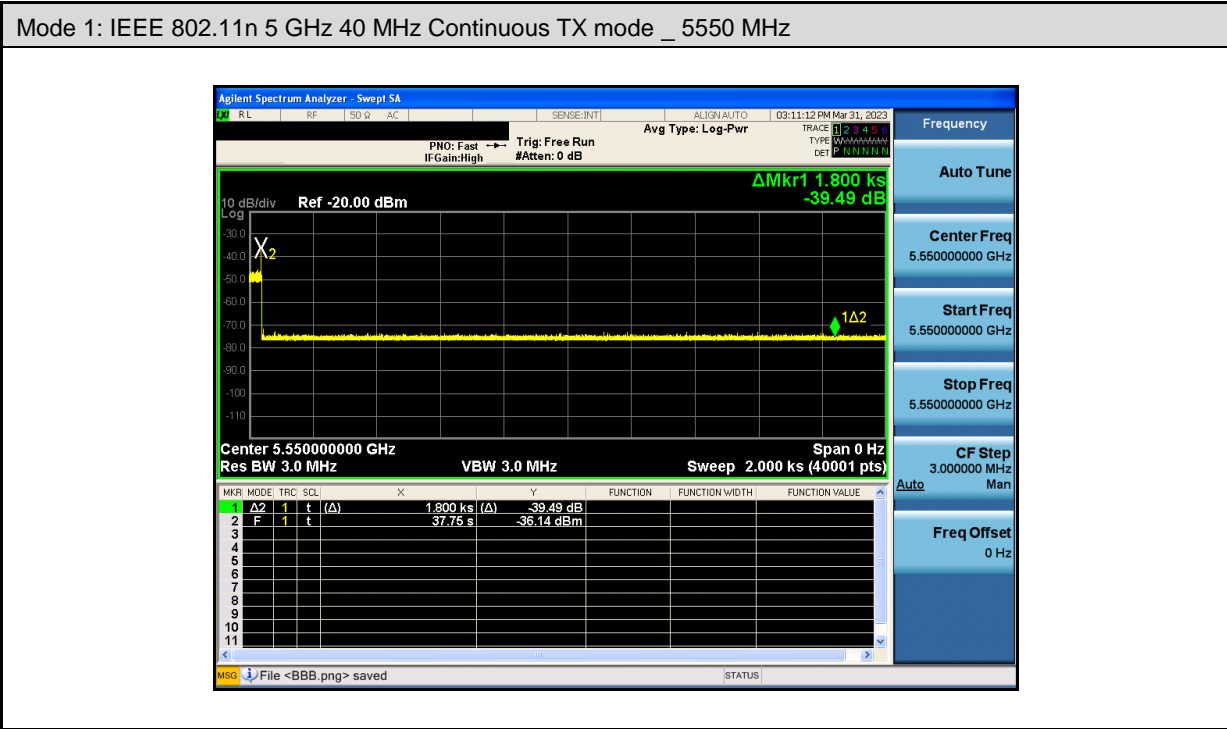 Mode 1: IEEE 802.11n 5 GHz 40 MHz Continuous TX mode _ 5550 MHz
Agilent Spectrum Analyzer - Swept SA
LXI RL RF 50 Ω AC SENSE:INT ALIGN AUTO 03:11:12 PM Mar 31, 2023
Avg Type: Log-Pwr TRACE 1 2 3 4 5 6
PNO: Fast Trig: Free Run TYPE
IFGain:High #Atten: 0 dB DET P N N N N N
ΔMkr1 1.800 ks
-39.49 dB
10 dB/div Ref -20.00 dBm
Log
-30.0
-40.0
-50.0
-60.0
-70.0
-80.0
-90.0
-100
-110
X2
1Δ2
Center 5.550000000 GHz Span 0 Hz
Res BW 3.0 MHz VBW 3.0 MHz Sweep 2.000 ks (40001 pts)
MKR MODE TRC SCL X Y FUNCTION FUNCTION WIDTH FUNCTION VALUE
1 Δ2 1 t (Δ) 1.800 ks (Δ) -39.49 dB
2 F 1 t 37.75 s -36.14 dBm
3
4
5
6
7
8
9
10
11
MSG File <BBB.png> saved STATUS
Frequency
Auto Tune
Center Freq
5.550000000 GHz
Start Freq
5.550000000 GHz
Stop Freq
5.550000000 GHz
CF Step
3.000000 MHz
Auto Man
Freq Offset
0 Hz